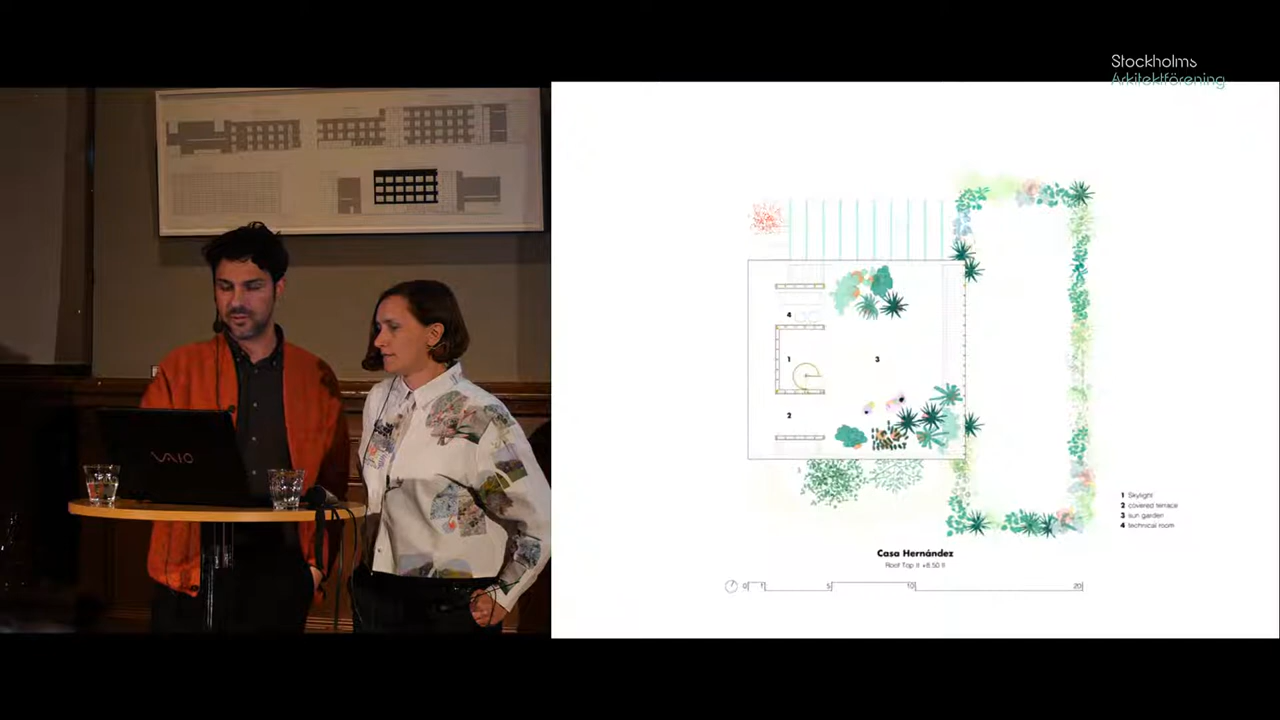 Stockholms
Arkitektförening
VAIO
4
1
3
2
1 Skylight
2 covered terrace
3 sun garden
4 technical room
Casa Hernández
Roof Top II +8.50 ft
0 1 5 10 20